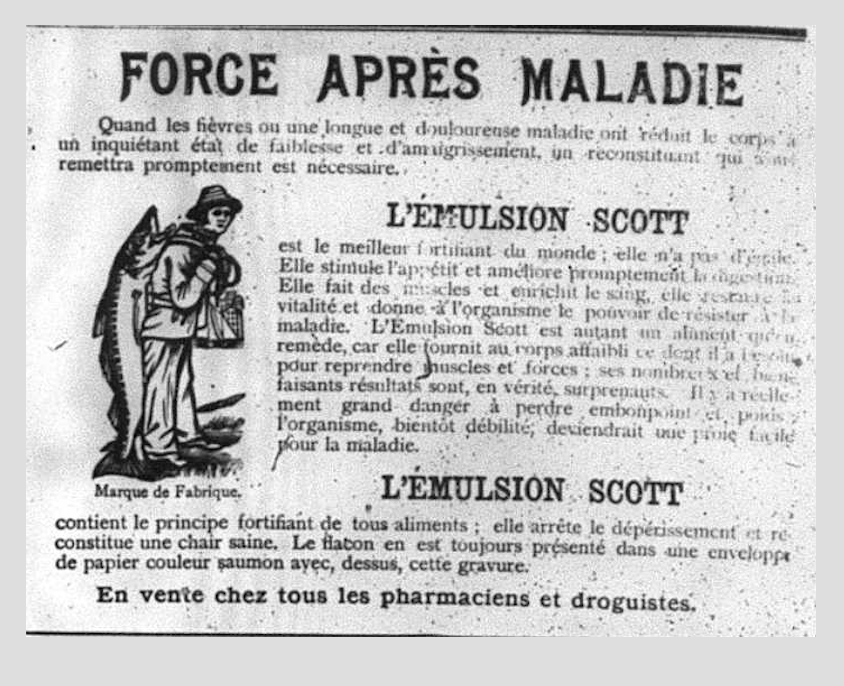 FORCE APRÈS MALADIE
Quand les fièvres ou une longue et douloureuse maladie ont réduit le corps à
un inquiétant état de faiblesse et d'amaigrissement, un reconstituant qui
remettra promptement est nécessaire.
L'ÉMULSION SCOTT
est le meilleur fortifiant du monde ; elle n'a pas d'égale.
Elle stimule l'appétit et améliore promptement la digestion.
Elle fait des muscles et enrichit le sang, elle restaure la
vitalité et donne à l'organisme le pouvoir de résister à la
maladie. L'Émulsion Scott est autant un aliment qu'un
remède, car elle fournit au corps affaibli ce dont il a besoin
pour reprendre muscles et forces ; ses nombreux et bien-
faisants résultats sont, en vérité, surprenants. Il y a réelle-
ment grand danger à perdre embonpoint et poids ;
l'organisme, bientôt débilité, deviendrait une proie facile
pour la maladie.
Marque de Fabrique.
L'ÉMULSION SCOTT
contient le principe fortifiant de tous aliments ; elle arrête le dépérissement et re-
constitue une chair saine. Le flacon en est toujours présenté dans une enveloppe
de papier couleur saumon avec, dessus, cette gravure.
En vente chez tous les pharmaciens et droguistes.